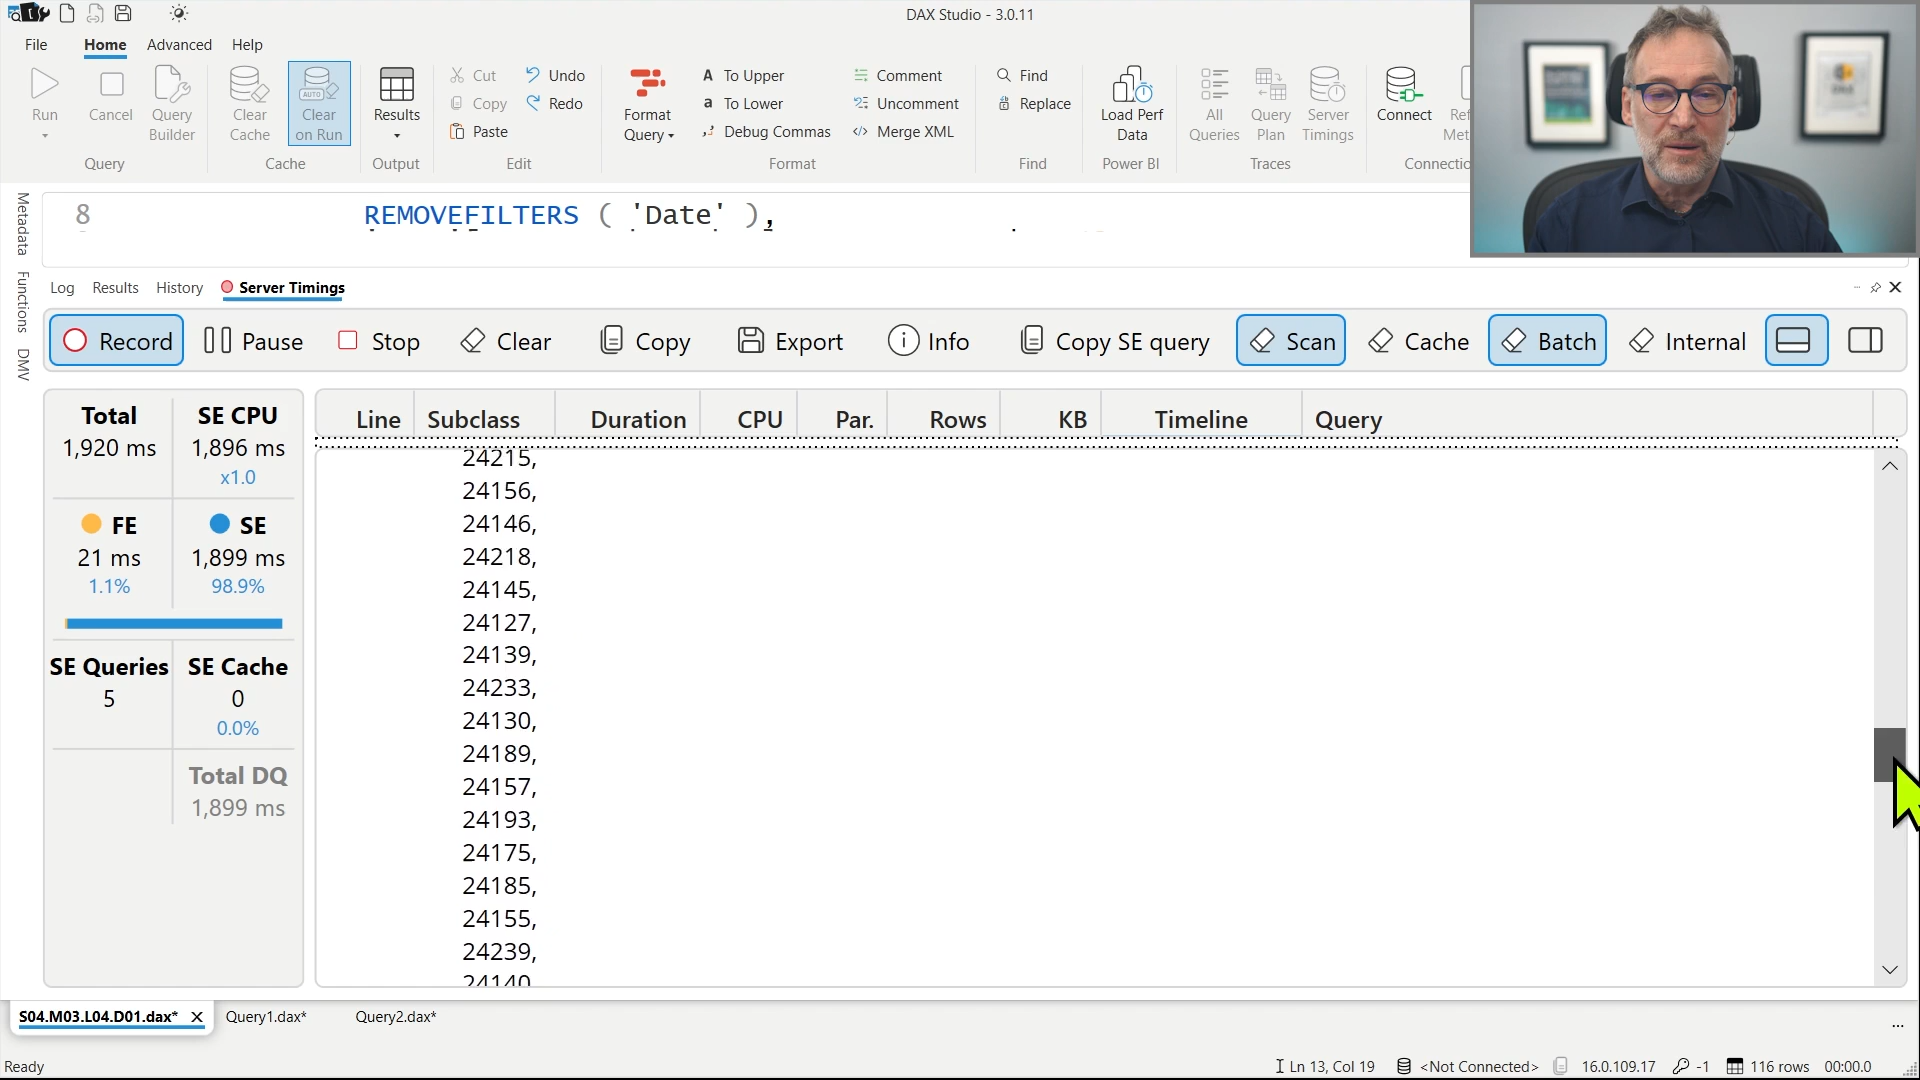 DAX Studio - 3.0.11
File Home Advanced Help
Run
Cancel
Query Builder
Clear Cache
AUTO
Clear on Run
Results
Cut
Copy
Paste
Undo
Redo
Format Query
A To Upper
a To Lower
Debug Commas
Comment
Uncomment
Merge XML
Find
Replace
Load Perf Data
All Queries
Query Plan
Server Timings
Connect
Query Cache Output Edit Format Find Power BI Traces
Metadata
Functions
DMV
8 REMOVEFILTERS ( 'Date' ),
Log Results History Server Timings
Record Pause Stop Clear Copy Export Info Copy SE query Scan Cache Batch Internal
Total SE CPU
1,920 ms 1,896 ms
x1.0
FE SE
21 ms 1,899 ms
1.1% 98.9%
SE Queries SE Cache
5 0
0.0%
Total DQ
1,899 ms
Line Subclass Duration CPU Par. Rows KB Timeline Query
24215,
24156,
24146,
24218,
24145,
24127,
24139,
24233,
24130,
24189,
24157,
24193,
24175,
24185,
24155,
24239,
24140
S04.M03.L04.D01.dax* Query1.dax* Query2.dax*
Ready Ln 13, Col 19 <Not Connected> 16.0.109.17 -1 116 rows 00:00.0